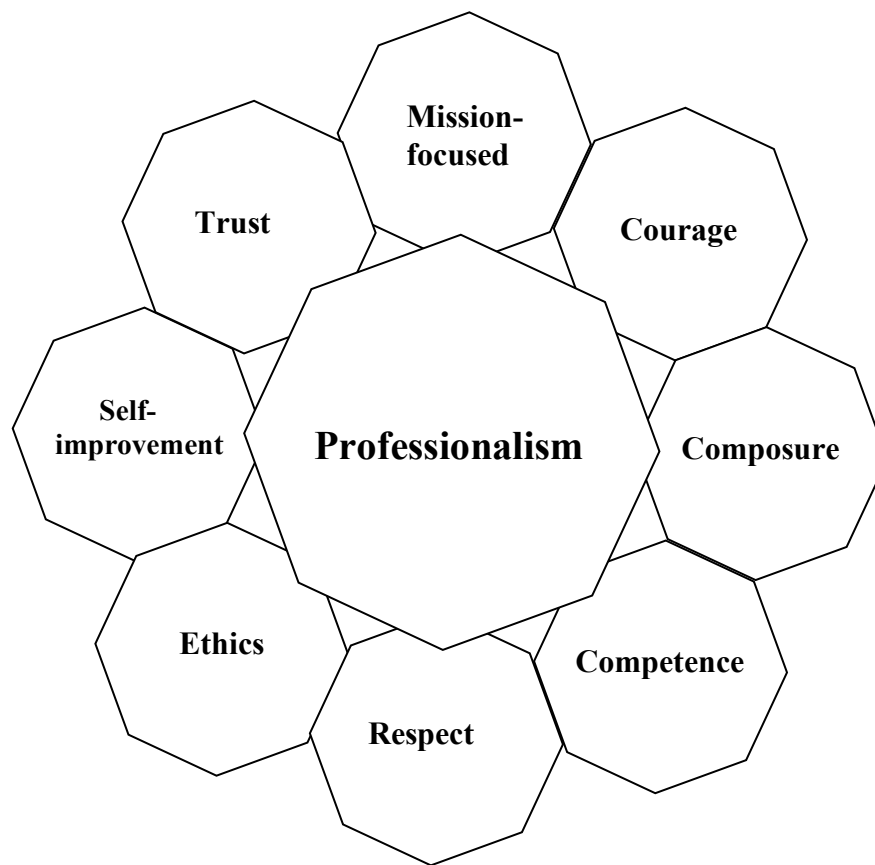 Mission-
focused
Trust
Courage
Self-
improvement
Professionalism
Composure
Ethics
Competence
Respect